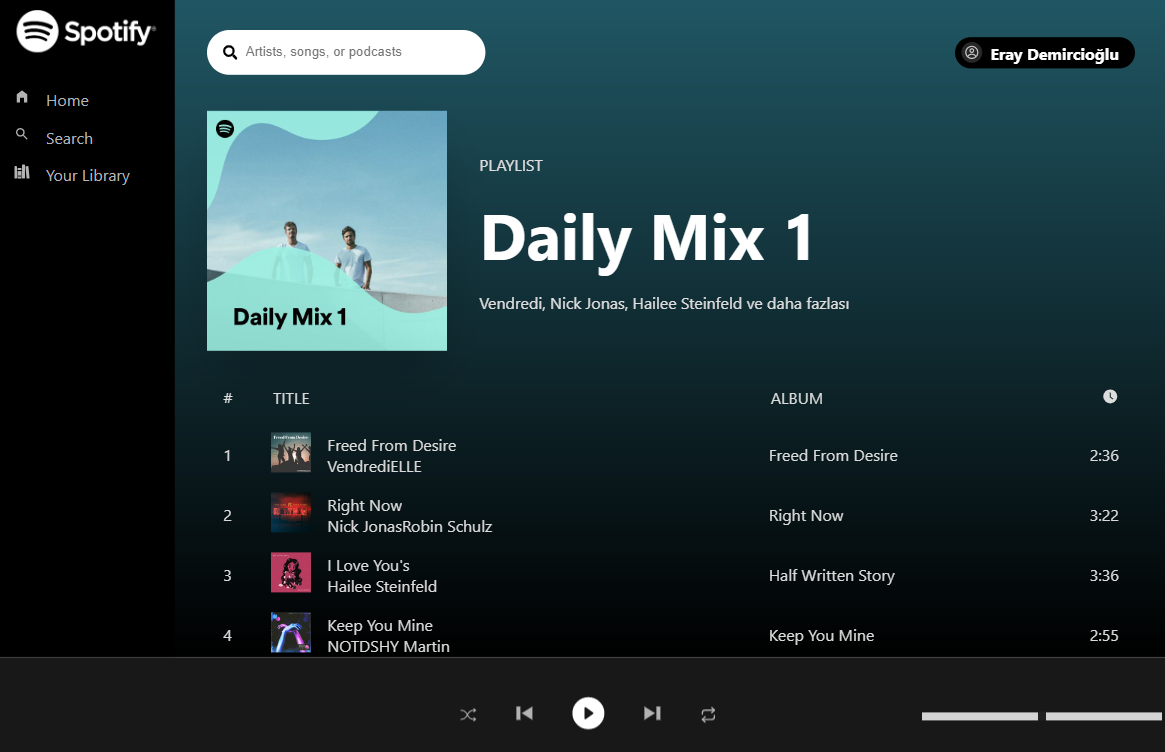 Spotify
Home
Search
Your Library
Artists, songs, or podcasts
Eray Demircioğlu
Daily Mix 1
PLAYLIST
Daily Mix 1
Vendredi, Nick Jonas, Hailee Steinfeld ve daha fazlası
# TITLE ALBUM
1 Freed From Desire Freed From Desire 2:36
VendrediELLE
2 Right Now Right Now 3:22
Nick JonasRobin Schulz
3 I Love You's Half Written Story 3:36
Hailee Steinfeld
4 Keep You Mine Keep You Mine 2:55
NOTDSHY Martin